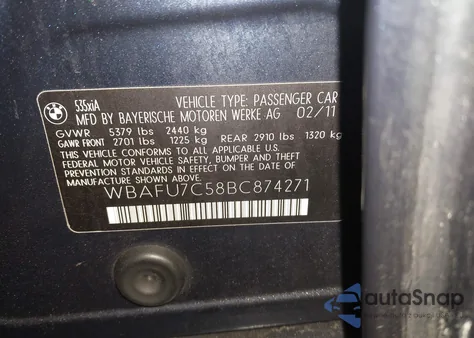 535xiA VEHICLE TYPE: PASSENGER CAR
MFD BY BAYERISCHE MOTOREN WERKE AG 02/11
GVWR 5379 lbs 2440 kg
GAWR FRONT 2701 lbs 1225 kg REAR 2910 lbs 1320 kg
THIS VEHICLE CONFORMS TO ALL APPLICABLE
FEDERAL MOTOR VEHICLE SAFETY, BUMPER AND THEFT
PREVENTION STANDARDS IN EFFECT ON THE DATE OF
MANUFACTURE SHOWN ABOVE.
WBAFU7C58BC874271
autoSnap